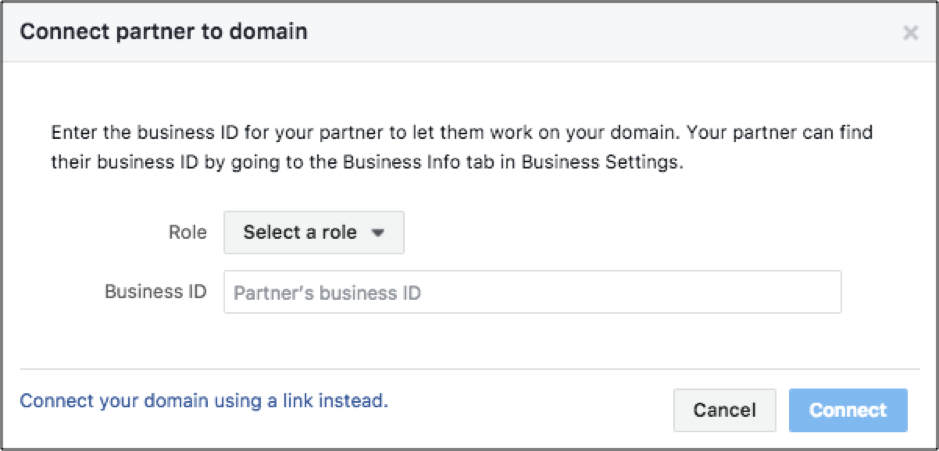 Connect partner to domain
Enter the business ID for your partner to let them work on your domain. Your partner can find
their business ID by going to the Business Info tab in Business Settings.
Role
Select a role
Business ID
Partner's business ID
Connect your domain using a link instead.
Cancel
Connect